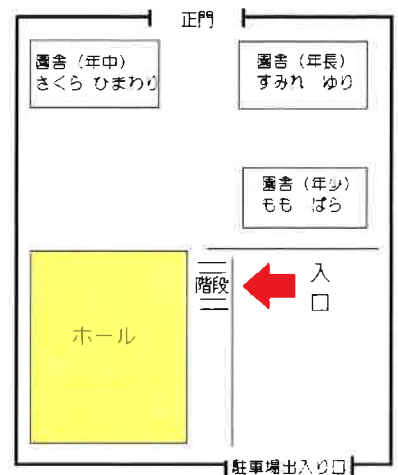 正門
園舎（年中）
さくら ひまわり
園舎（年長）
すみれ ゆり
園舎（年少）
もも ばら
階段
入口
ホール
駐車場出入り口